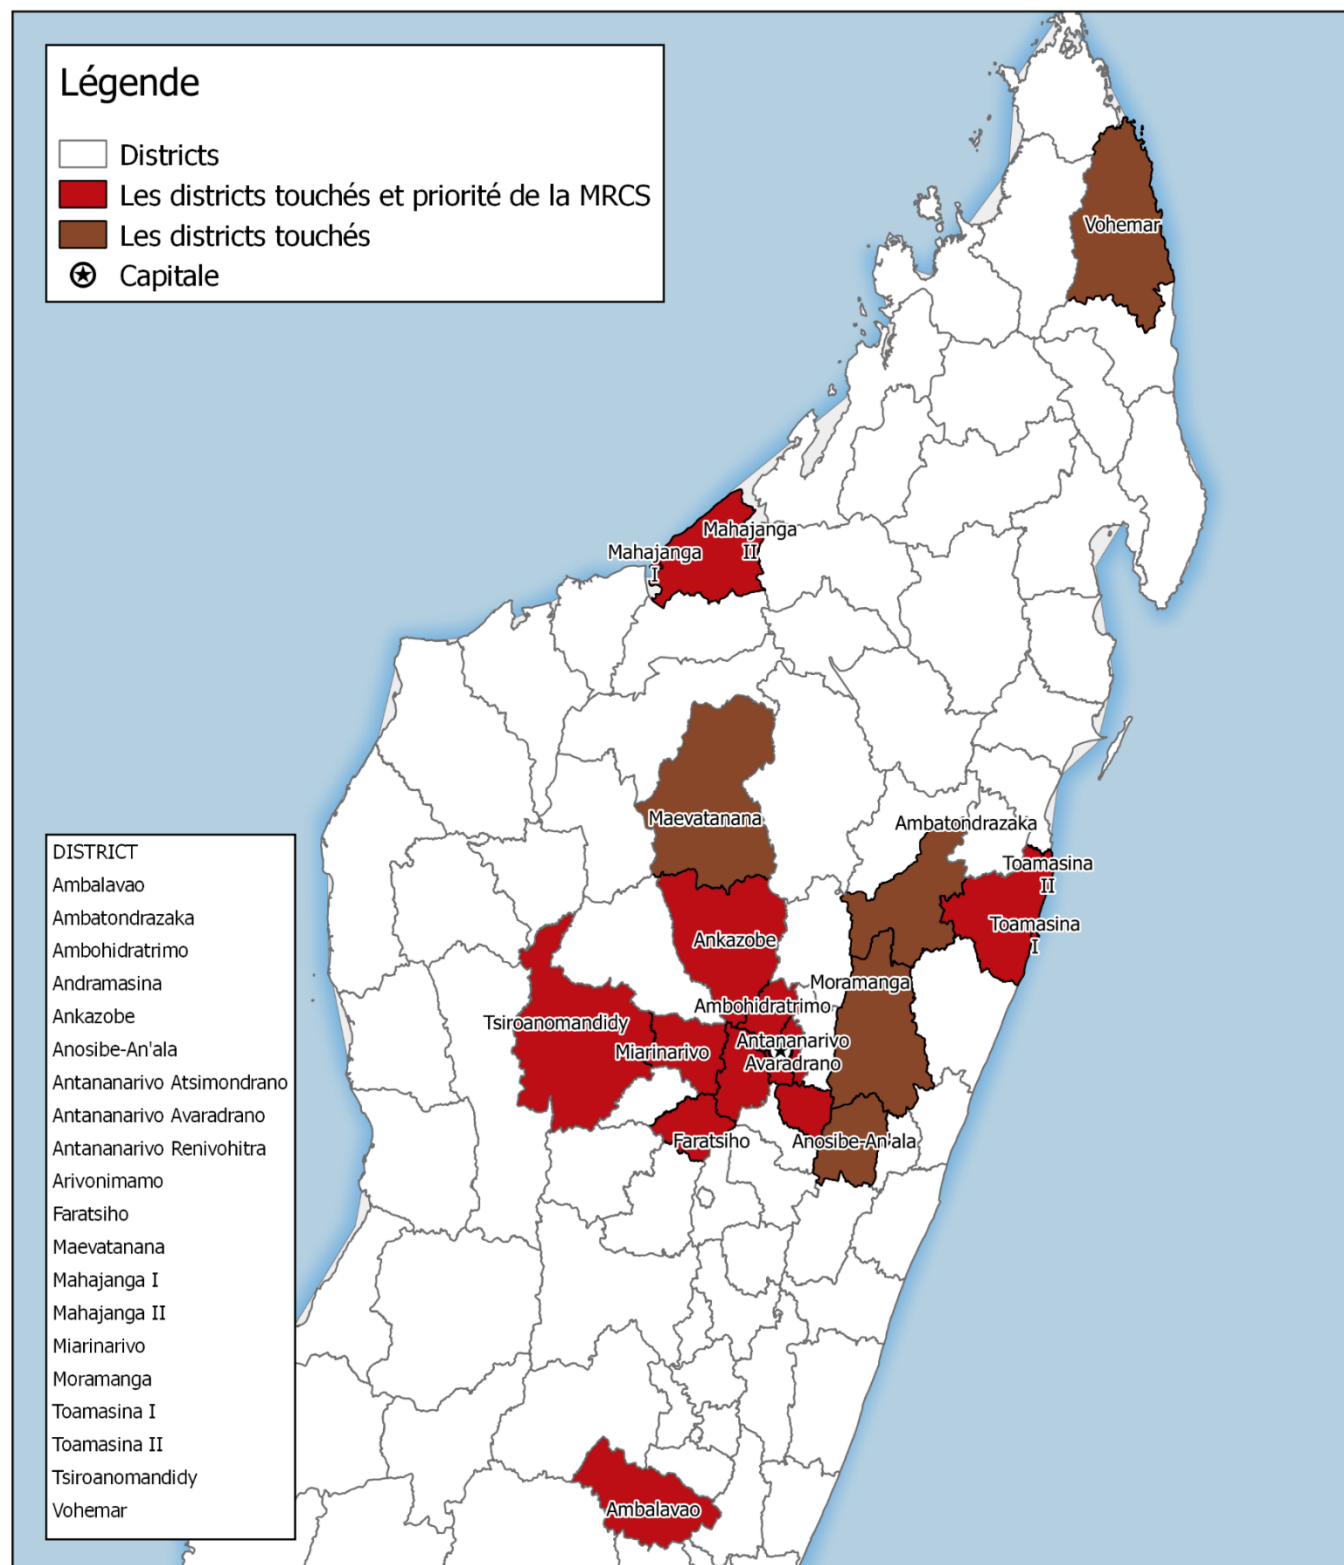 Légende
Districts
Les districts touchés et priorité de la MRCS
Les districts touchés
Capitale
Vohemar
Mahajanga
II
Mahajanga
I
Maevatanana
Ambatondrazaka
Toamasina
II
Toamasina
I
Ankazobe
Moramanga
Ambohidratrimo
Tsiroanomandidy
Miarinarivo
Antananarivo
Avaradrano
Faratsiho
Anosibe-An'ala
Ambalavao
DISTRICT
Ambalavao
Ambatondrazaka
Ambohidratrimo
Andramasina
Ankazobe
Anosibe-An'ala
Antananarivo Atsimondrano
Antananarivo Avaradrano
Antananarivo Renivohitra
Arivonimamo
Faratsiho
Maevatanana
Mahajanga I
Mahajanga II
Miarinarivo
Moramanga
Toamasina I
Toamasina II
Tsiroanomandidy
Vohemar